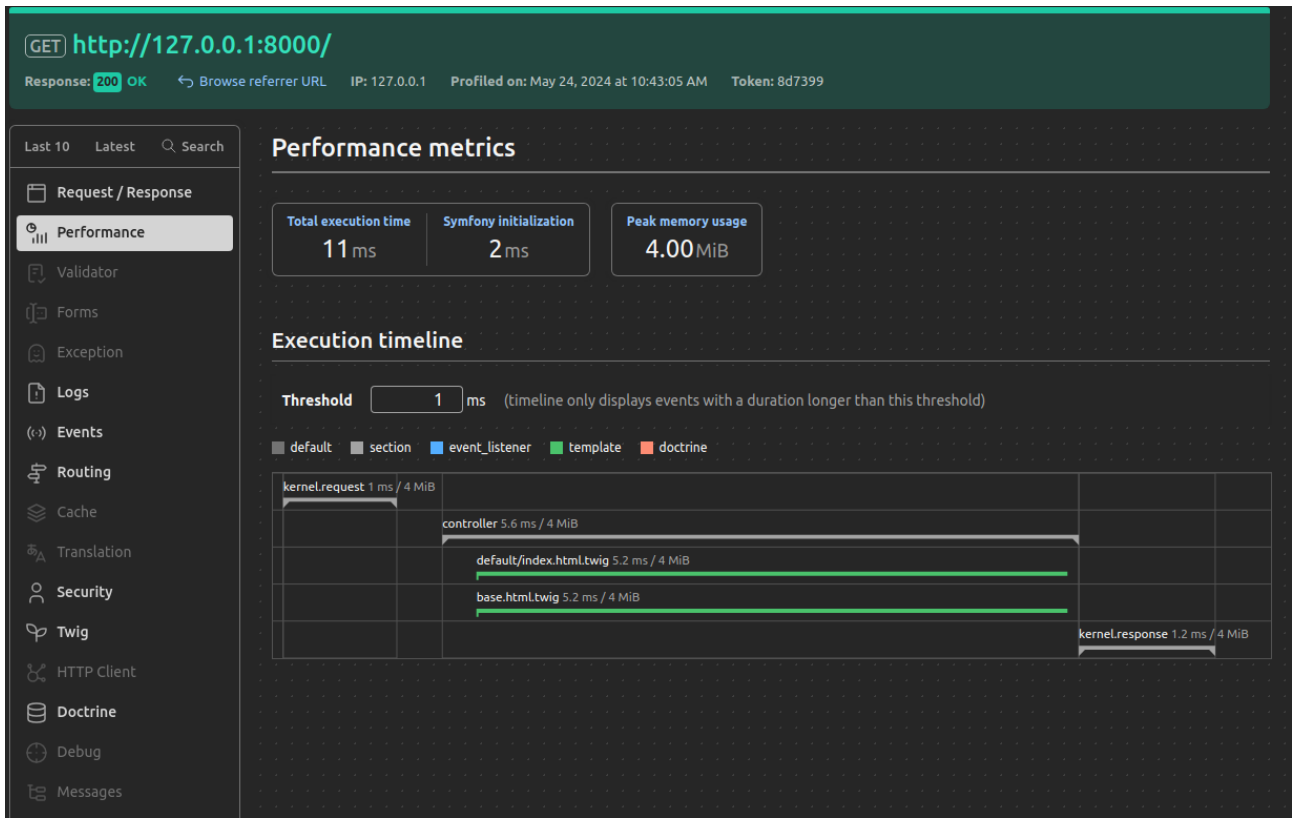 GET http://127.0.0.1:8000/
Response: 200 OK Browse referrer URL IP: 127.0.0.1 Profiled on: May 24, 2024 at 10:43:05 AM Token: 8d7399
Last 10 Latest Search
Request / Response
Performance
Validator
Forms
Exception
Logs
Events
Routing
Cache
Translation
Security
Twig
HTTP Client
Doctrine
Debug
Messages
Performance metrics
Total execution time Symfony initialization Peak memory usage
11 ms 2 ms 4.00 MiB
Execution timeline
Threshold 1 ms (timeline only displays events with a duration longer than this threshold)
default section event_listener template doctrine
kernel.request 1 ms / 4 MiB
controller 5.6 ms / 4 MiB
default/index.html.twig 5.2 ms / 4 MiB
base.html.twig 5.2 ms / 4 MiB
kernel.response 1.2 ms / 4 MiB